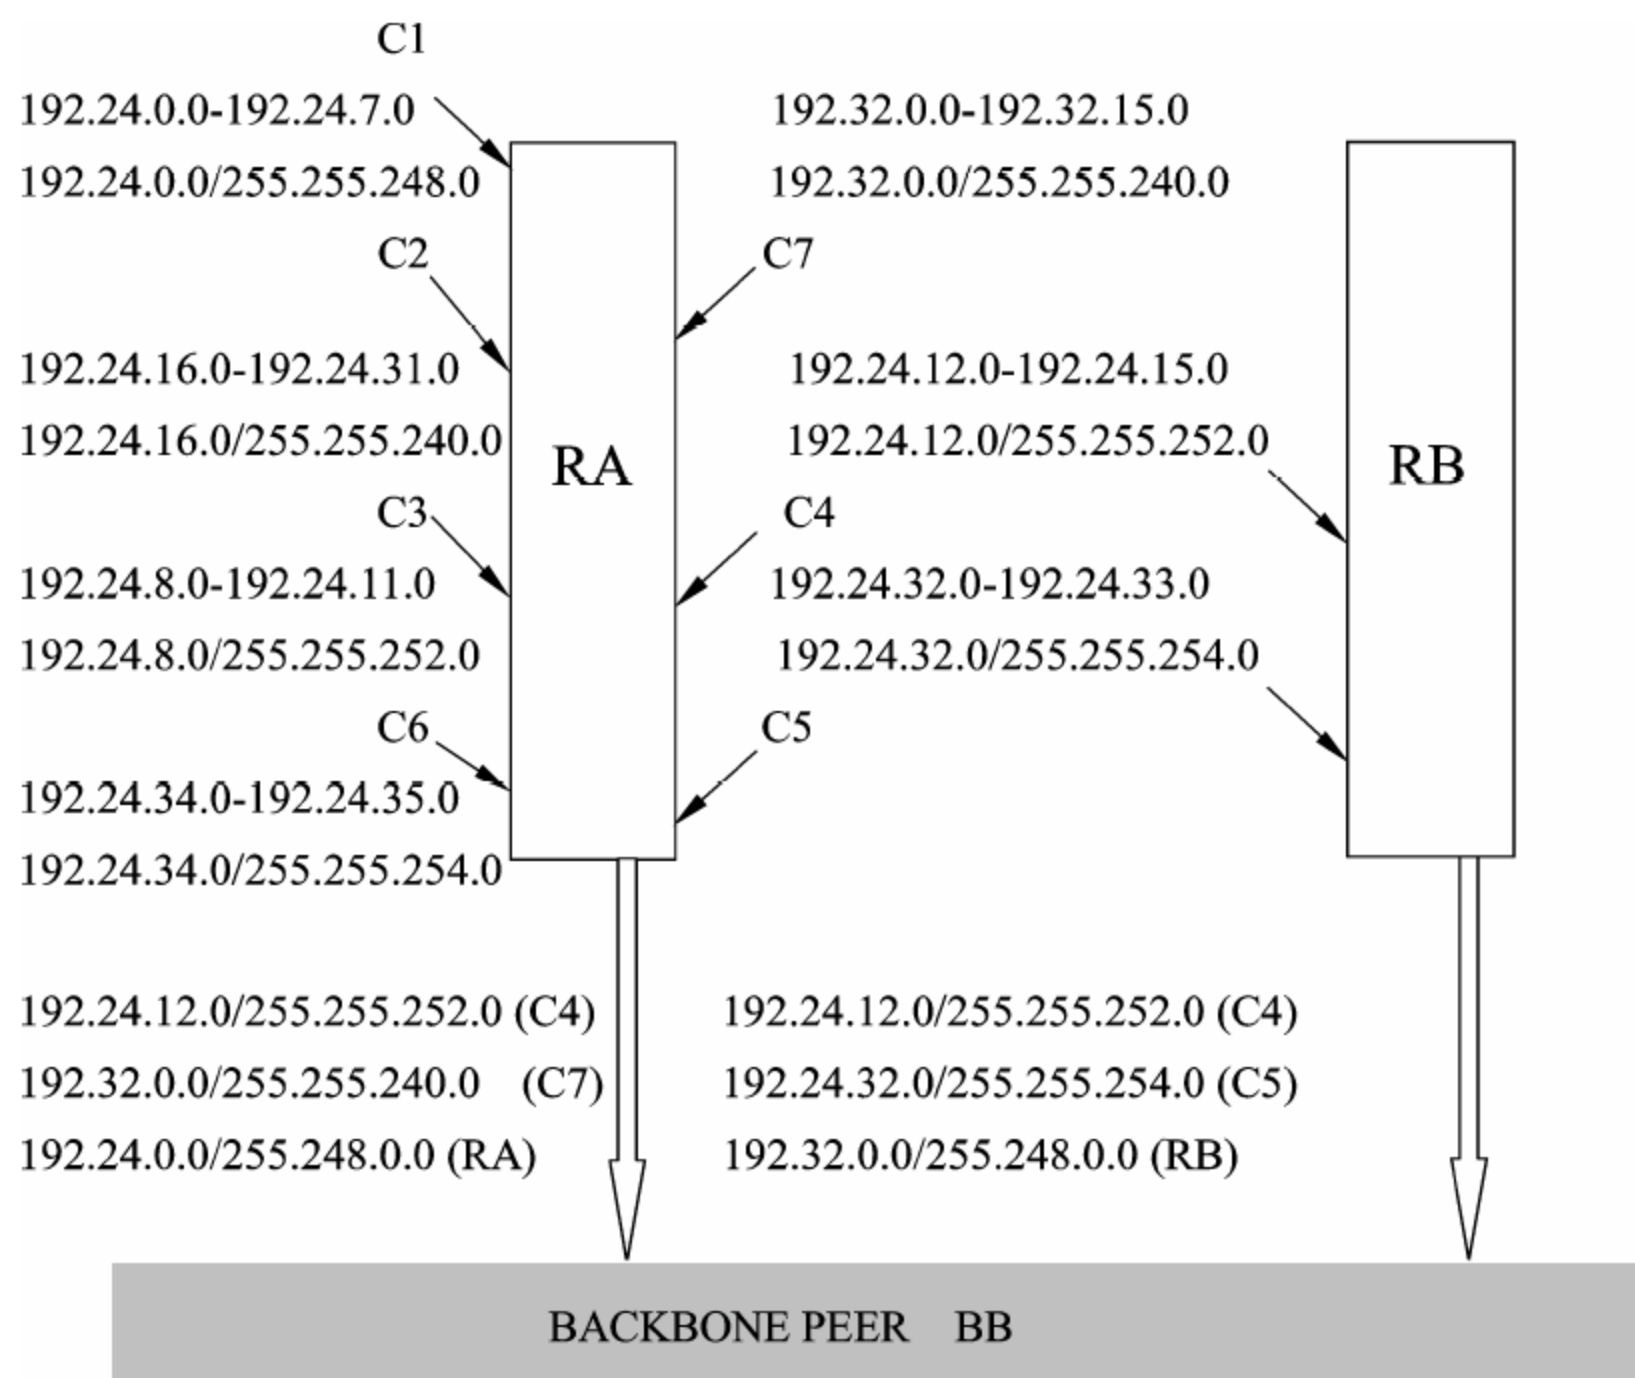 C1
192.24.0.0-192.24.7.0
192.32.0.0-192.32.15.0
192.24.0.0/255.255.248.0
192.32.0.0/255.255.240.0
C2
C7
192.24.16.0-192.24.31.0
192.24.12.0-192.24.15.0
192.24.16.0/255.255.240.0
192.24.12.0/255.255.252.0
RA
RB
C3
C4
192.24.8.0-192.24.11.0
192.24.32.0-192.24.33.0
192.24.8.0/255.255.252.0
192.24.32.0/255.255.254.0
C6
C5
192.24.34.0-192.24.35.0
192.24.34.0/255.255.254.0
192.24.12.0/255.255.252.0 (C4)
192.24.12.0/255.255.252.0 (C4)
192.32.0.0/255.255.240.0 (C7)
192.24.32.0/255.255.254.0 (C5)
192.24.0.0/255.248.0.0 (RA)
192.32.0.0/255.248.0.0 (RB)
BACKBONE PEER BB